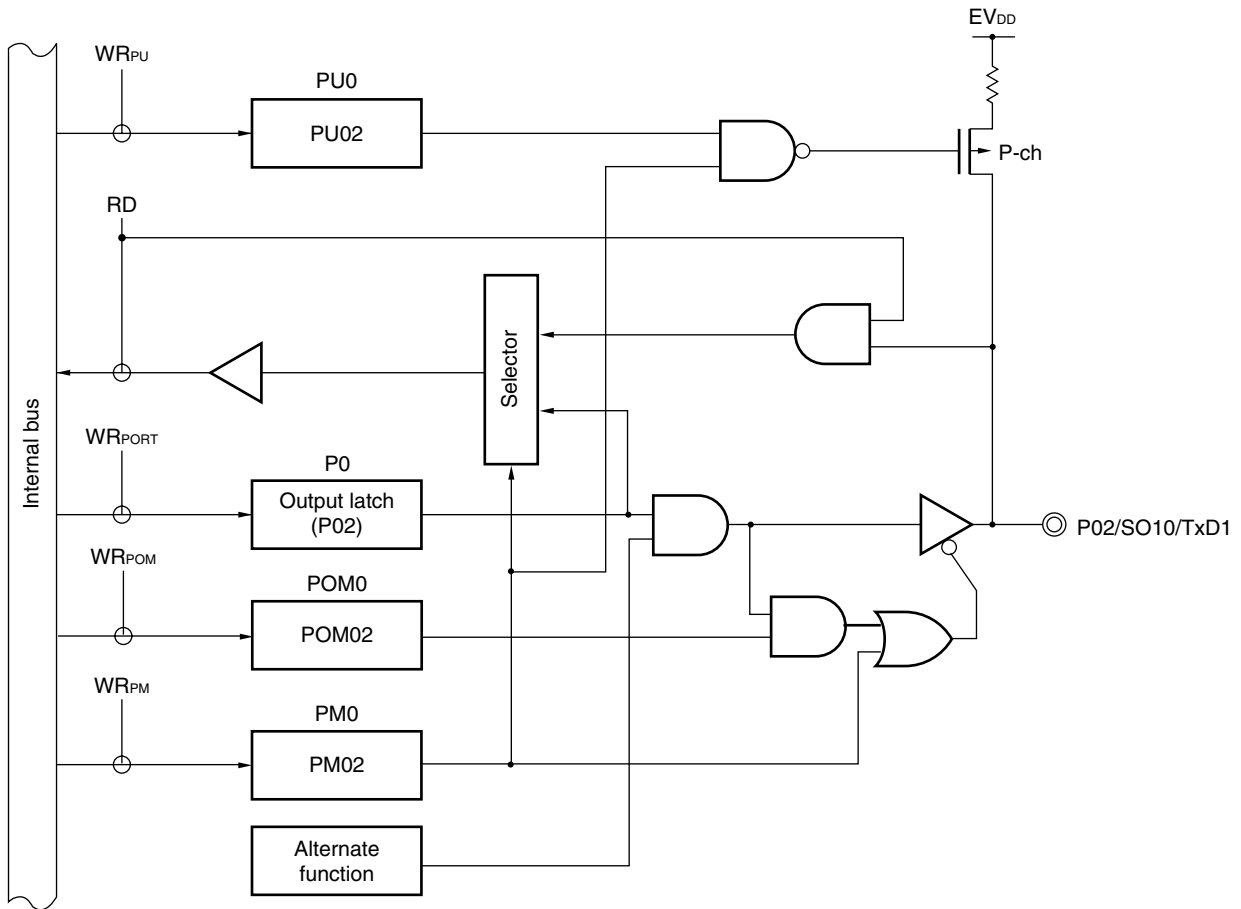 EVDD
WRPU
PU0
PU02
P-ch
RD
Selector
Internal bus
WRPORT
P0
Output latch
(P02)
P02/SO10/TxD1
WRPOM
POM0
POM02
WRPM
PM0
PM02
Alternate
function